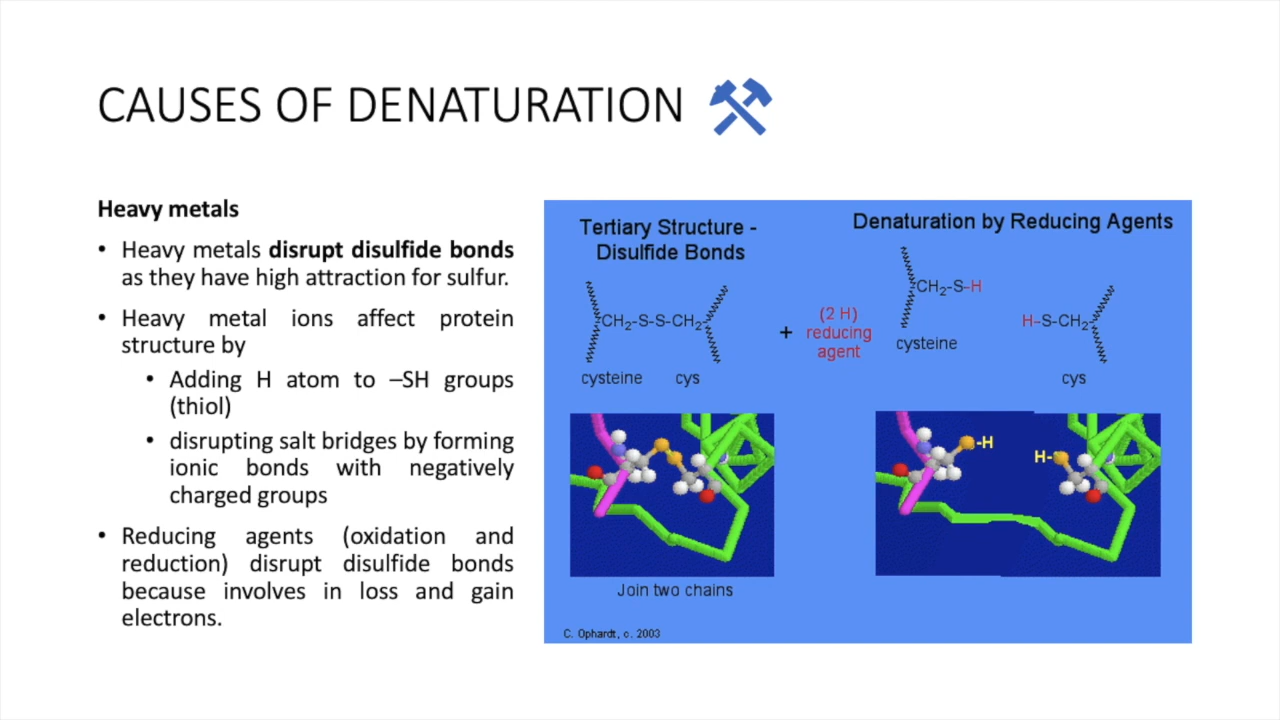 CAUSES OF DENATURATION
Heavy metals
• Heavy metals disrupt disulfide bonds
as they have high attraction for sulfur.
• Heavy metal ions affect protein
structure by
• Adding H atom to –SH groups
(thiol)
• disrupting salt bridges by forming
ionic bonds with negatively
charged groups
• Reducing agents (oxidation and
reduction) disrupt disulfide bonds
because involves in loss and gain
electrons.
Tertiary Structure -
Disulfide Bonds
CH₂-S-S-CH₂
cysteine cys
+
(2 H)
reducing
agent
Denaturation by Reducing Agents
CH₂-S-H
cysteine
H-S-CH₂
cys
Join two chains
-H
H-
C. Ophardt, c. 2003